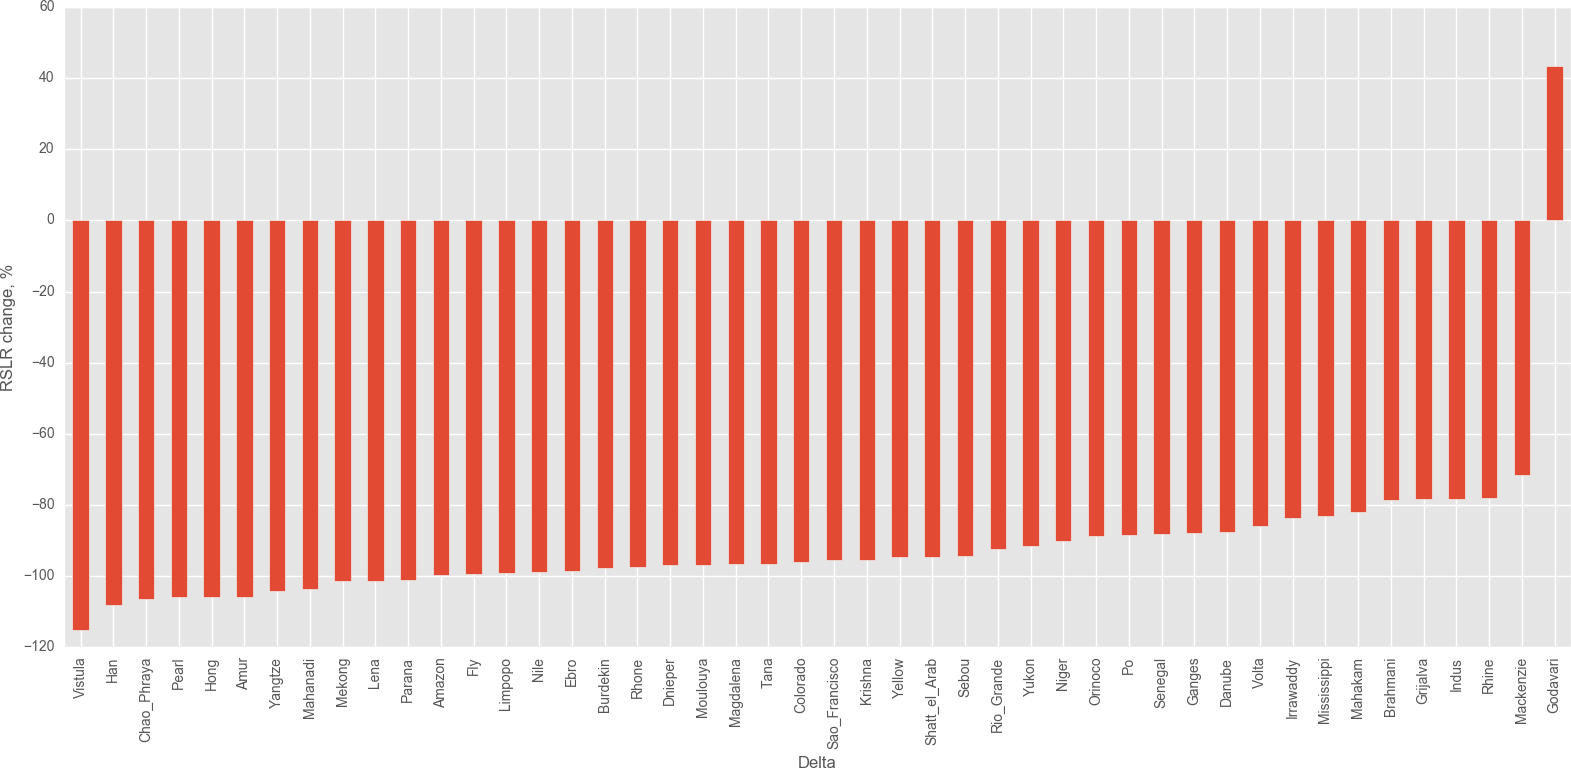 60
40
20
0
−20
−40
−60
−80
−100
−120
RSLR change, %
Vistula
Han
Chao_Phraya
Pearl
Hong
Amur
Yangtze
Mahanadi
Mekong
Lena
Parana
Amazon
Fly
Limpopo
Nile
Ebro
Burdekin
Rhone
Dnieper
Moulouya
Magdalena
Tana
Colorado
Sao_Francisco
Krishna
Yellow
Shatt_el_Arab
Sebou
Rio_Grande
Yukon
Niger
Orinoco
Po
Senegal
Ganges
Danube
Volta
Irrawaddy
Mississippi
Mahakam
Brahmani
Grijalva
Indus
Rhine
Mackenzie
Godavari
Delta